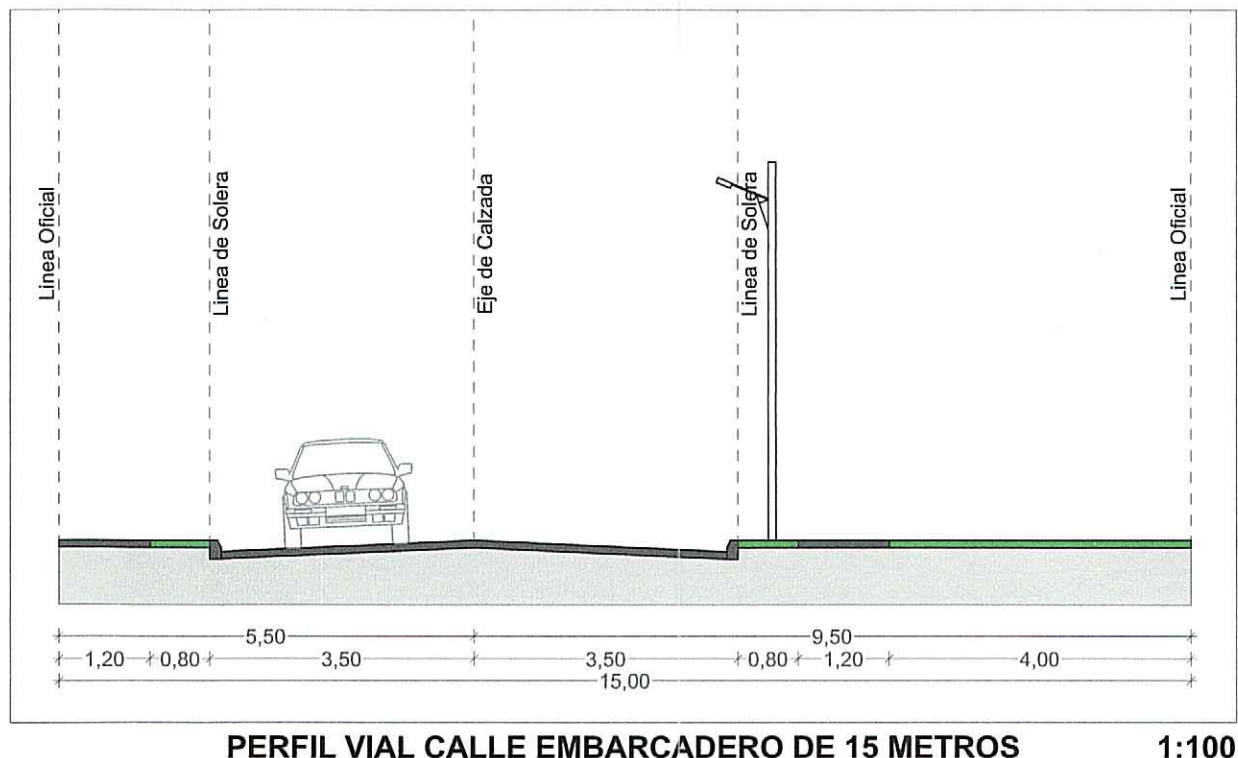 Linea Oficial
Linea de Solera
Eje de Calzada
Linea de Solera
Linea Oficial
5,50 9,50
1,20 0,80 3,50 3,50 0,80 1,20 4,00
15,00
PERFIL VIAL CALLE EMBARCADERO DE 15 METROS 1:100